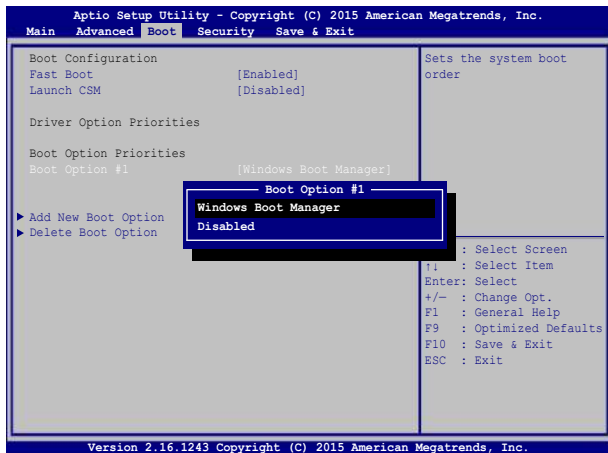 Aptio Setup Utility - Copyright (C) 2015 American Megatrends, Inc.
Main Advanced Boot Security Save & Exit
Boot Configuration
Fast Boot [Enabled]
Launch CSM [Disabled]
Driver Option Priorities
Boot Option Priorities
Boot Option #1 [Windows Boot Manager]
Add New Boot Option
Delete Boot Option
Boot Option #1
Windows Boot Manager
Disabled
Sets the system boot
order
: Select Screen
↑↓ : Select Item
Enter: Select
+/— : Change Opt.
F1 : General Help
F9 : Optimized Defaults
F10 : Save & Exit
ESC : Exit
Version 2.16.1243 Copyright (C) 2015 American Megatrends, Inc.